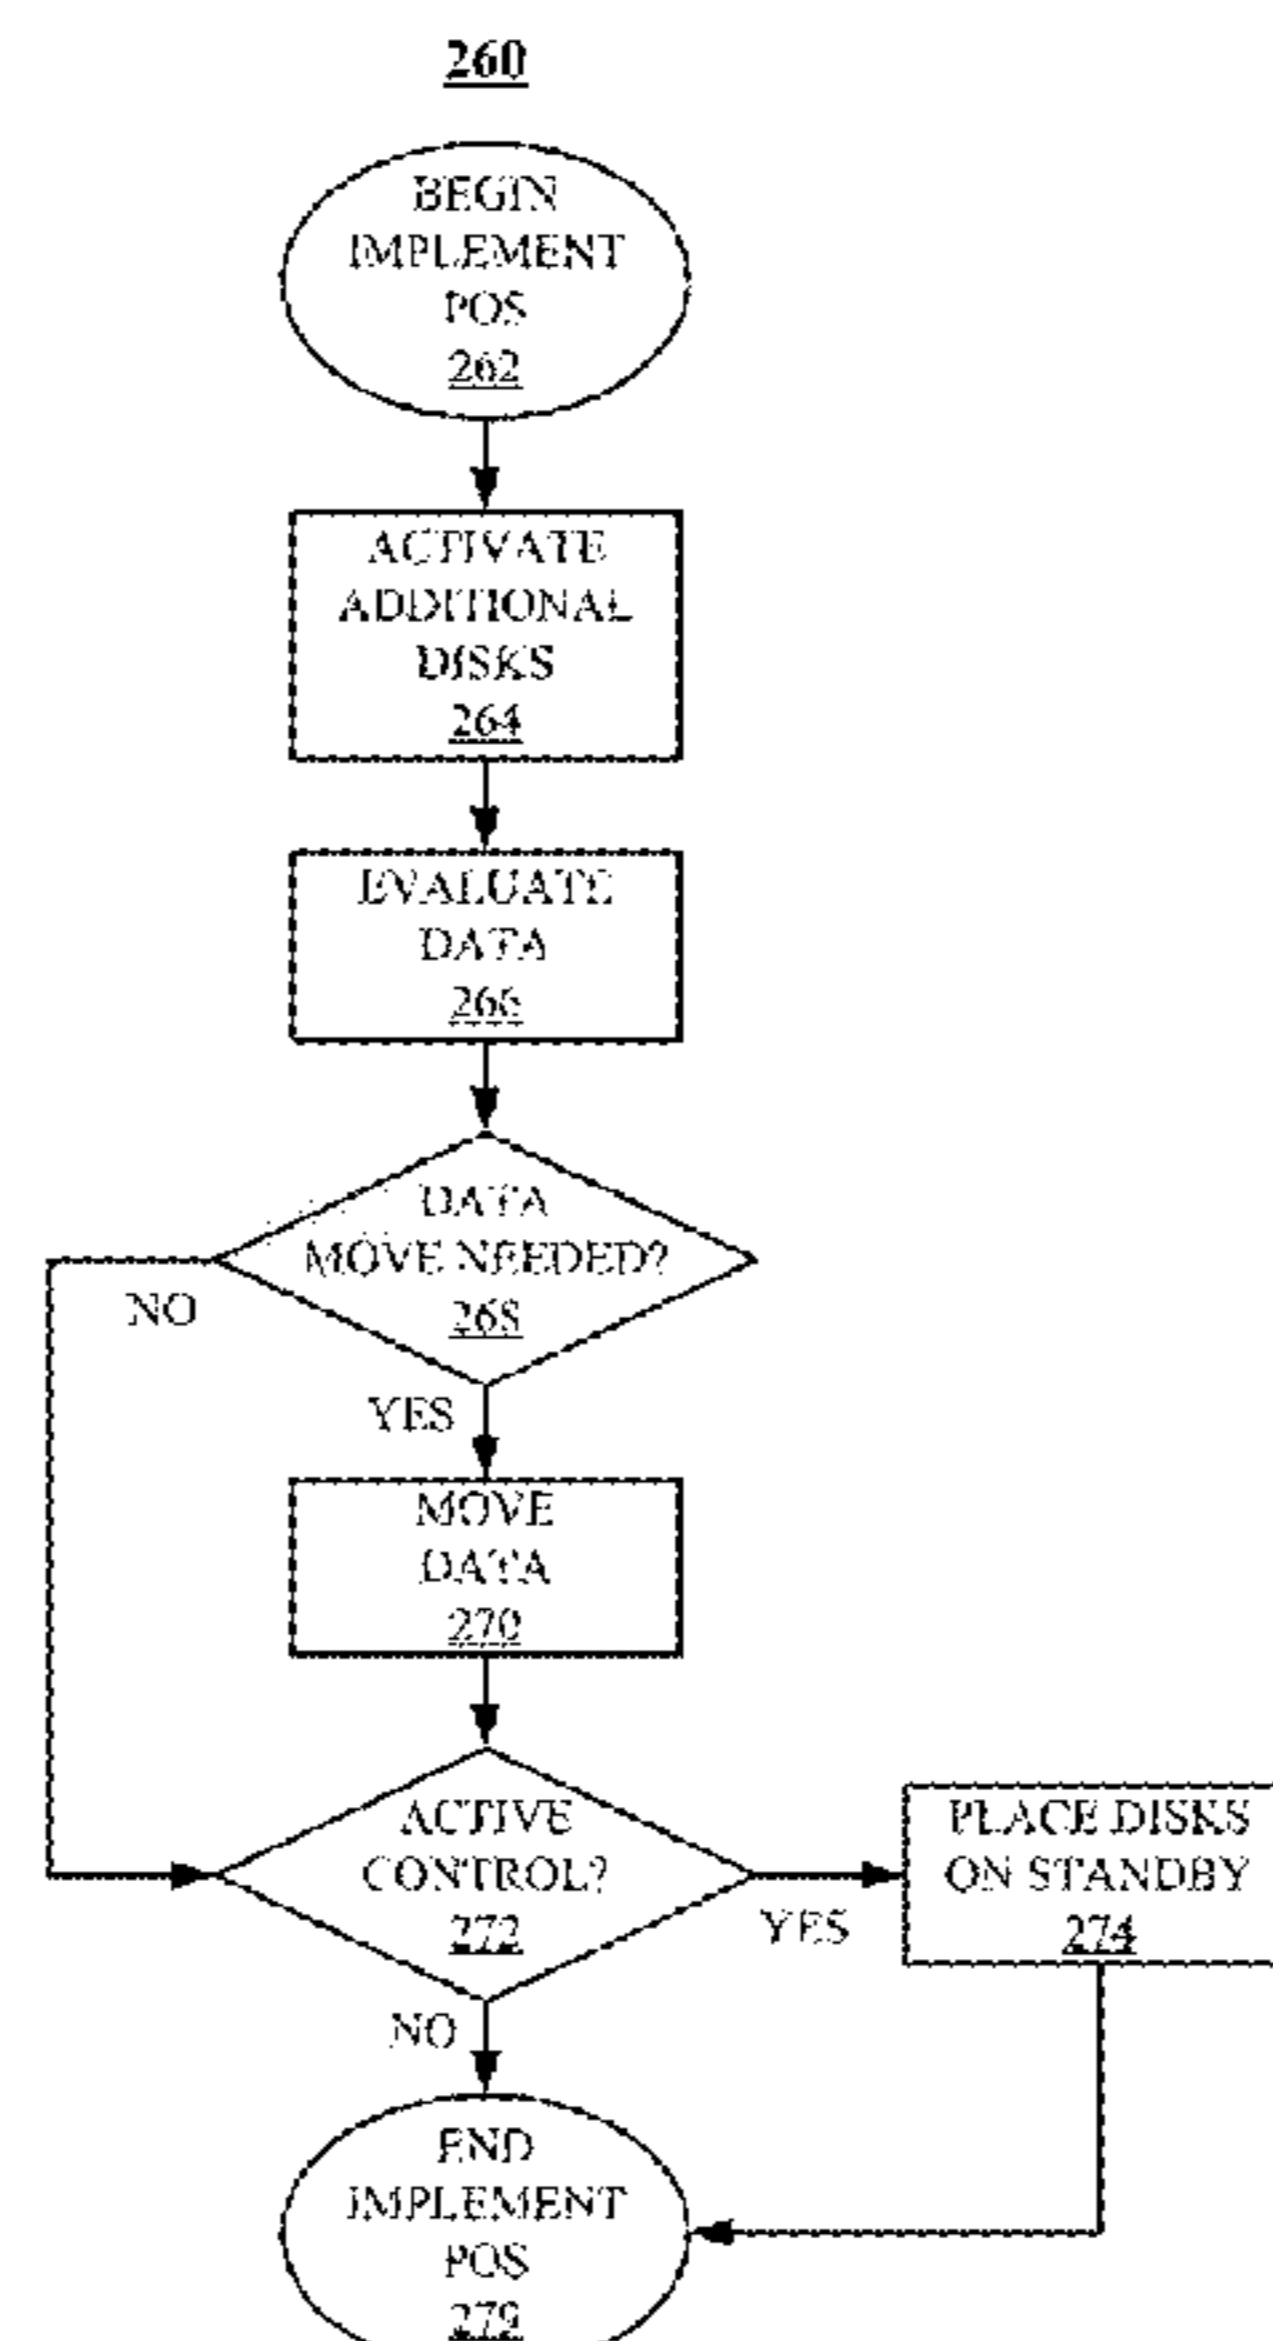 260
BEGIN
IMPLEMENT
POS
262
ACTIVATE
ADDITIONAL
DISKS
264
EVALUATE
DATA
266
DATA
MOVE NEEDED?
268
NO
YES
MOVE
DATA
270
ACTIVE
CONTROL?
272
YES
PLACE DISKS
ON STANDBY
274
NO
END
IMPLEMENT
POS
279